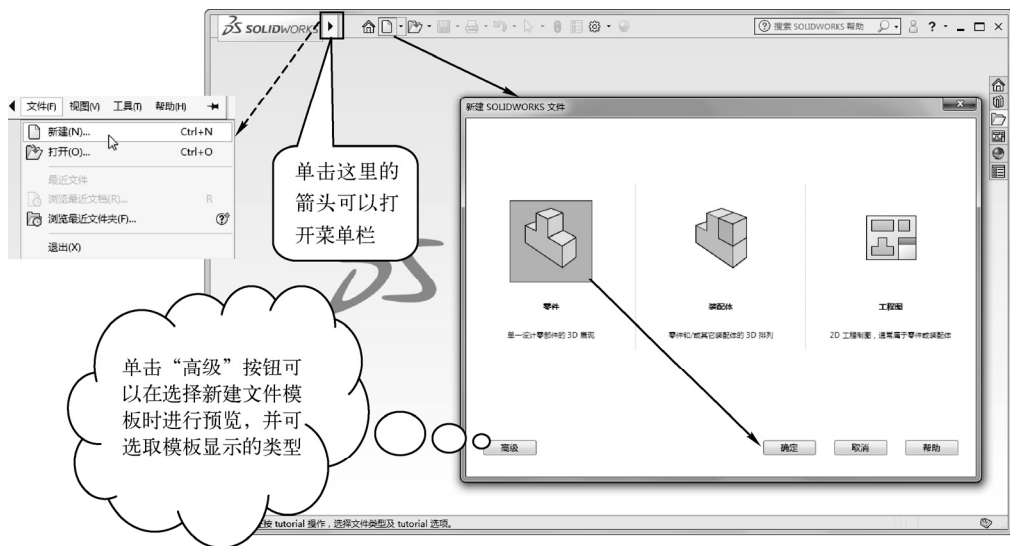 SOLIDWORKS
搜索 SOLIDWORKS 帮助
?
文件(F) 视图(V) 工具(T) 帮助(H)
新建(N)... Ctrl+N
打开(O)... Ctrl+O
最近文件
浏览最近文档(R)... R
浏览最近文件夹(F)...
退出(X)
单击这里的
箭头可以打
开菜单栏
新建 SOLIDWORKS 文件
零件
单一设计零部件的 3D 展现
装配体
零件和/或其它装配体的 3D 排列
工程图
2D 工程制图，通常属于零件或装配体
高级
确定 取消 帮助
单击“高级”按钮可
以在选择新建文件模
板时进行预览，并可
选取模板显示的类型
按 tutorial 操作，选择文件类型及 tutorial 选项。